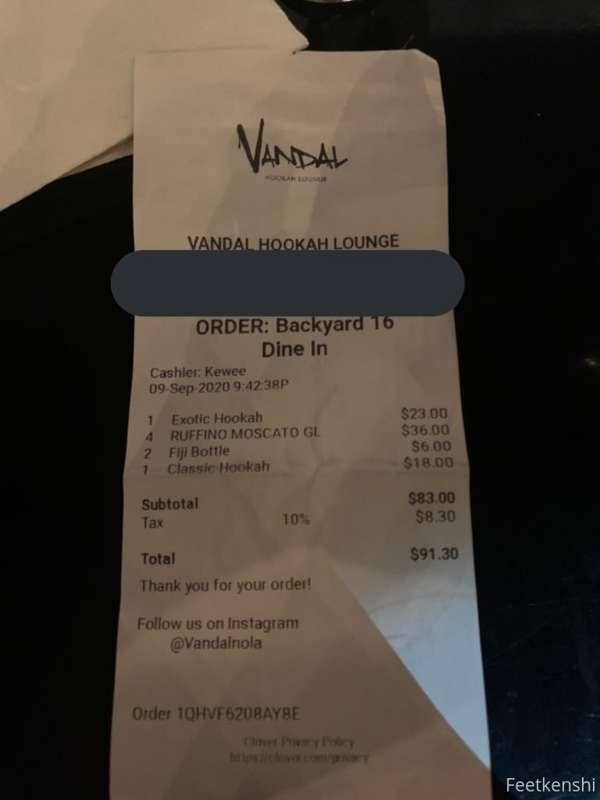 VANDAL
HOOKAH LOUNGE
VANDAL HOOKAH LOUNGE
ORDER: Backyard 16
Dine In
Cashier: Kewee
09-Sep-2020 9:42:38P
1 Exotic Hookah $23.00
4 RUFFINO MOSCATO GL $36.00
2 Fiji Bottle $6.00
1 Classic Hookah $18.00
Subtotal $83.00
Tax 10% $8.30
Total $91.30
Thank you for your order!
Follow us on Instagram
@Vandalnola
Order 1QHVF6208AY8E
Clover Privacy Policy
https://clover.com/privacy
Feetkenshi